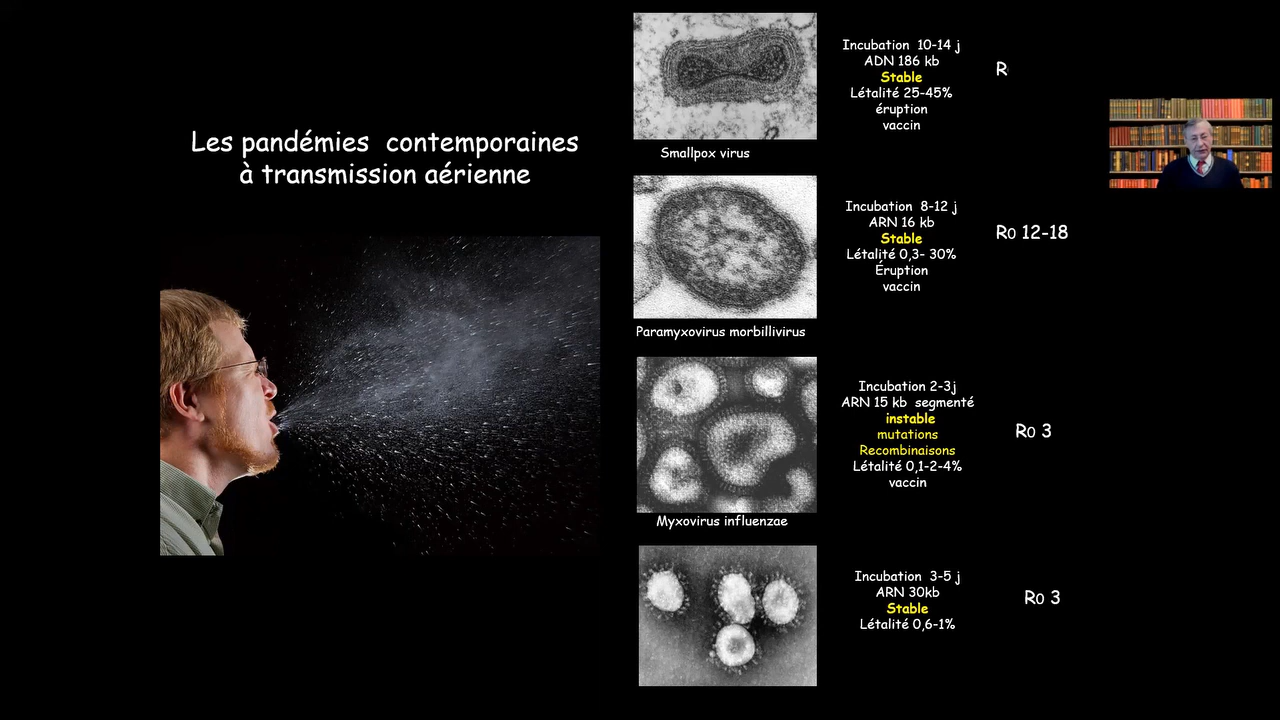 Les pandémies contemporaines
à transmission aérienne
Incubation 10-14 j
ADN 186 kb
Stable
Létalité 25-45%
éruption
vaccin
R
Smallpox virus
Incubation 8-12 j
ARN 16 kb
Stable
Létalité 0,3- 30%
Éruption
vaccin
R0 12-18
Paramyxovirus morbillivirus
Incubation 2-3j
ARN 15 kb segmenté
instable
mutations
Recombinaisons
Létalité 0,1-2-4%
vaccin
R0 3
Myxovirus influenzae
Incubation 3-5 j
ARN 30kb
Stable
Létalité 0,6-1%
R0 3